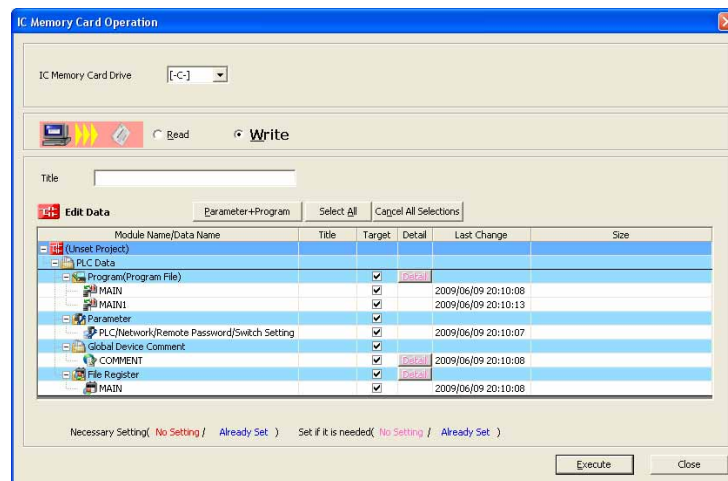 IC Memory Card Operation
IC Memory Card Drive [-C-]
Read Write
Title
Edit Data Parameter+Program Select All Cancel All Selections
Module Name/Data Name Title Target Detail Last Change Size
(Unset Project)
PLC Data
Program(Program File) Detail
MAIN 2009/06/09 20:10:08
MAIN1 2009/06/09 20:10:13
Parameter
PLC/Network/Remote Password/Switch Setting 2009/06/09 20:10:07
Global Device Comment
COMMENT Detail 2009/06/09 20:10:08
File Register Detail
MAIN 2009/06/09 20:10:08
Necessary Setting( No Setting / Already Set ) Set if it is needed( No Setting / Already Set )
Execute Close